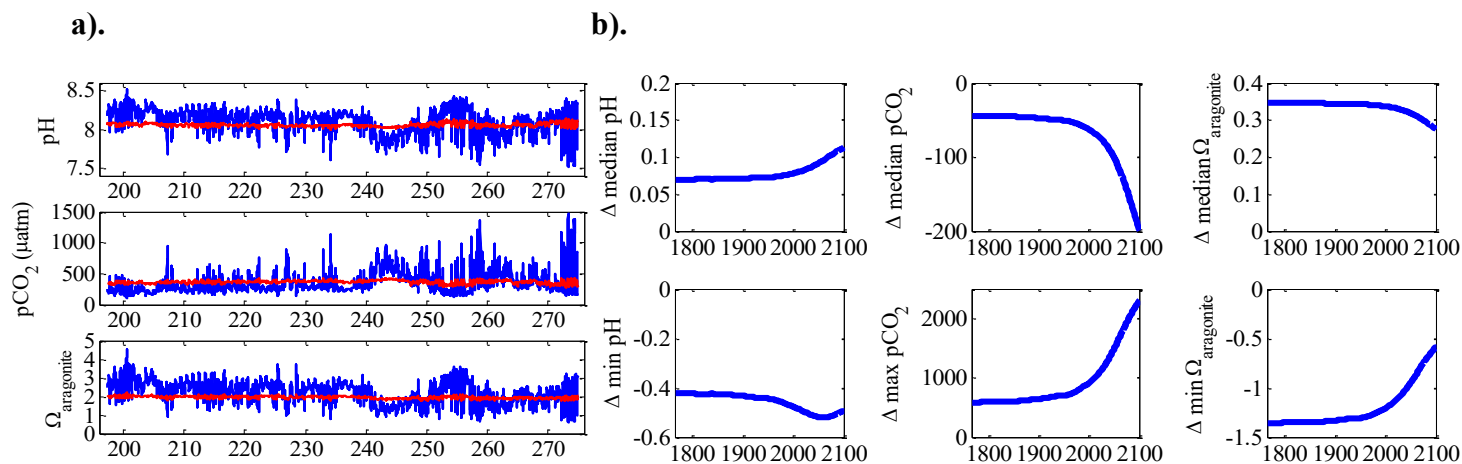 a).
b).
pH
8.5
8
7.5
200 210 220 230 240 250 260 270
pCO2 (µatm)
1500
1000
500
0
200 210 220 230 240 250 260 270
Ωaragonite
5
4
3
2
1
0
200 210 220 230 240 250 260 270
Δ median pH
0.2
0.15
0.1
0.05
0
1800 1900 2000 2100
Δ median pCO2
0
-100
-200
1800 1900 2000 2100
Δ median Ωaragonite
0.4
0.3
0.2
0.1
0
1800 1900 2000 2100
Δ min pH
0
-0.2
-0.4
-0.6
1800 1900 2000 2100
Δ max pCO2
2000
1000
0
1800 1900 2000 2100
Δ min Ωaragonite
0
-0.5
-1
-1.5
1800 1900 2000 2100